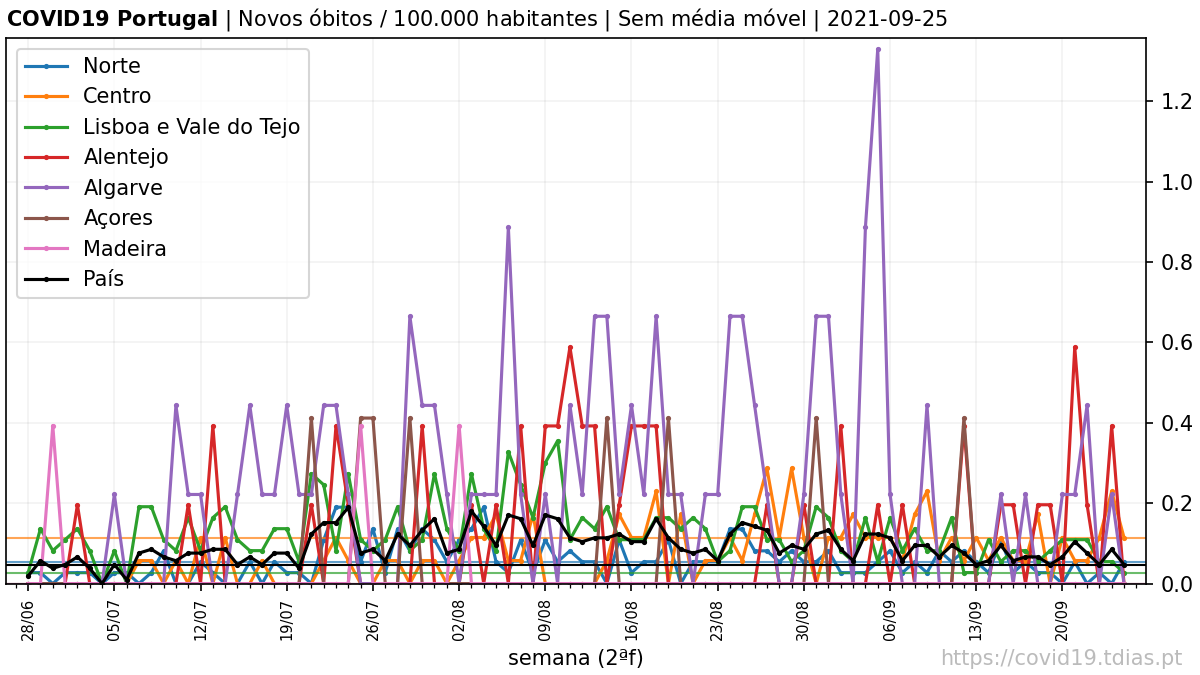 COVID19 Portugal | Novos óbitos / 100.000 habitantes | Sem média móvel | 2021-09-25
Norte
Centro
Lisboa e Vale do Tejo
Alentejo
Algarve
Açores
Madeira
País
1.2
1.0
0.8
0.6
0.4
0.2
0.0
28/06
05/07
12/07
19/07
26/07
02/08
09/08
16/08
23/08
30/08
06/09
13/09
20/09
semana (2ªf)
https://covid19.tdias.pt